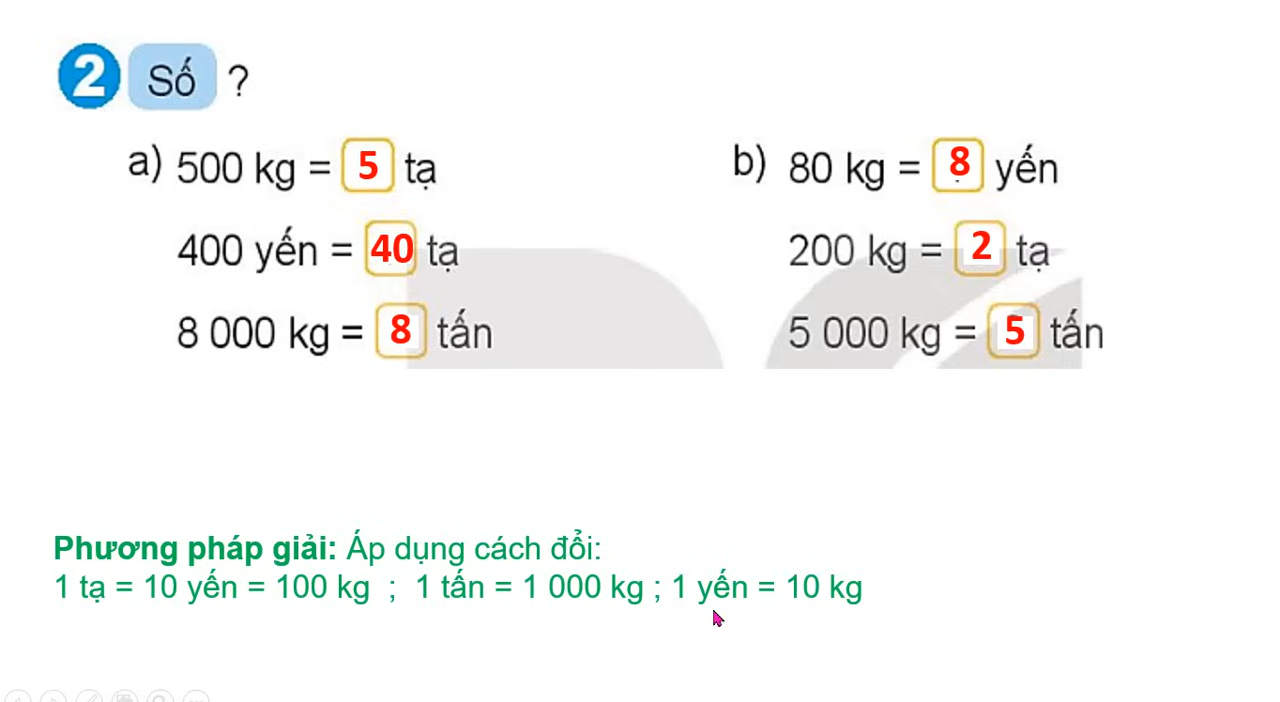 2 Số ?
a) 500 kg = 5 tạ
400 yến = 40 tạ
8 000 kg = 8 tấn
b) 80 kg = 8 yến
200 kg = 2 tạ
5 000 kg = 5 tấn
Phương pháp giải: Áp dụng cách đổi:
1 tạ = 10 yến = 100 kg ; 1 tấn = 1 000 kg ; 1 yến = 10 kg